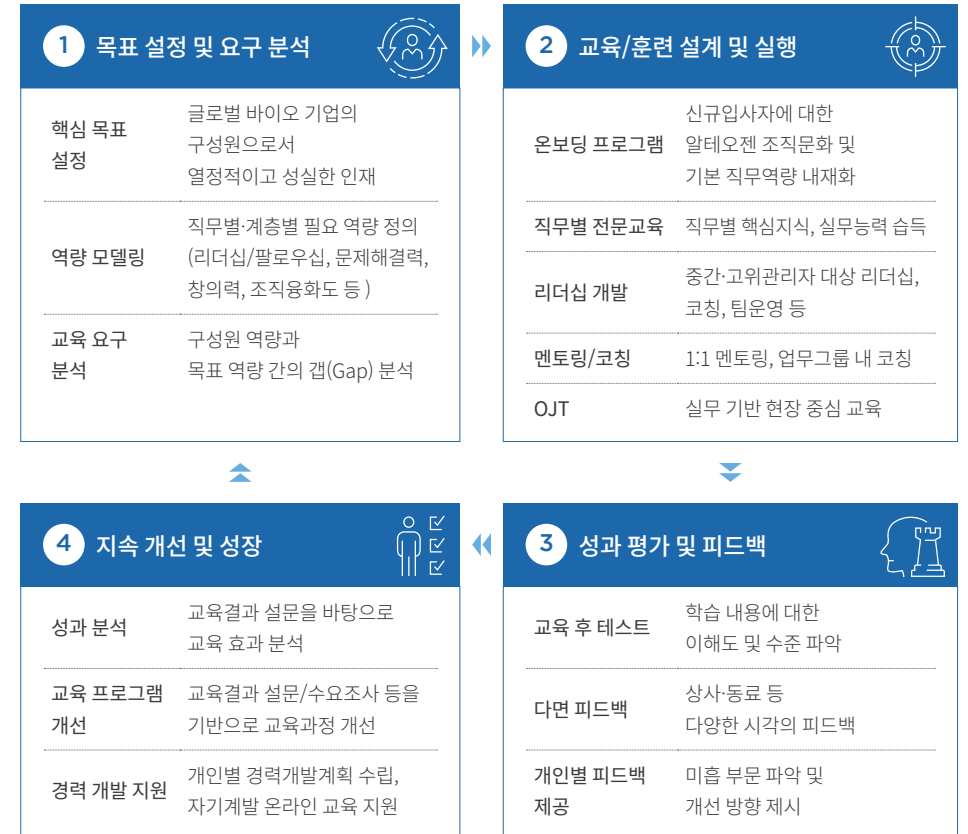 1 목표 설정 및 요구 분석
핵심 목표
설정
글로벌 바이오 기업의
구성원으로서
열정적이고 성실한 인재
역량 모델링
직무별·계층별 필요 역량 정의
(리더십/팔로우십, 문제해결력,
창의력, 조직융화도 등 )
교육 요구
분석
구성원 역량과
목표 역량 간의 갭(Gap) 분석
2 교육/훈련 설계 및 실행
온보딩 프로그램
신규입사자에 대한
알테오젠 조직문화 및
기본 직무역량 내재화
직무별 전문교육
직무별 핵심지식, 실무능력 습득
리더십 개발
중간·고위관리자 대상 리더십,
코칭, 팀운영 등
멘토링/코칭
1:1 멘토링, 업무그룹 내 코칭
OJT
실무 기반 현장 중심 교육
3 성과 평가 및 피드백
교육 후 테스트
학습 내용에 대한
이해도 및 수준 파악
다면 피드백
상사·동료 등
다양한 시각의 피드백
개인별 피드백
제공
미흡 부문 파악 및
개선 방향 제시
4 지속 개선 및 성장
성과 분석
교육결과 설문을 바탕으로
교육 효과 분석
교육 프로그램
개선
교육결과 설문/수요조사 등을
기반으로 교육과정 개선
경력 개발 지원
개인별 경력개발계획 수립,
자기계발 온라인 교육 지원